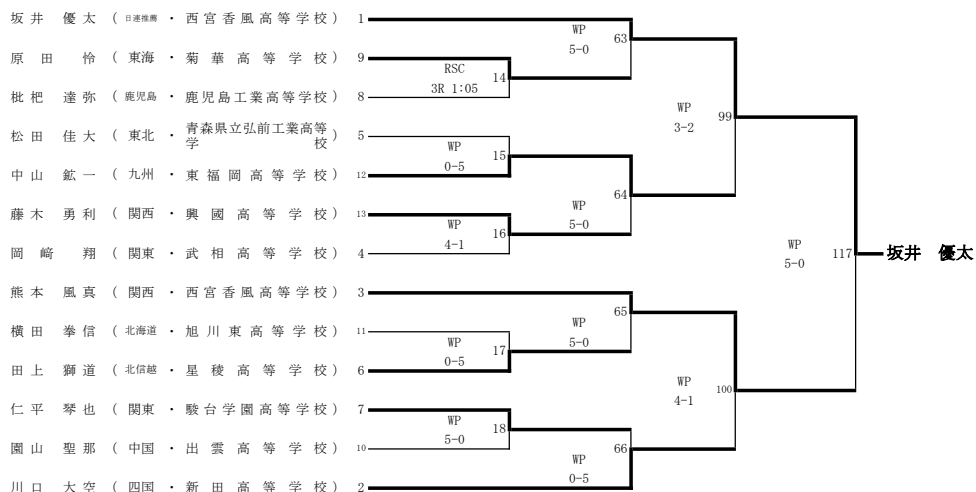 坂井 優太 ( 日連推薦 ・ 西宮香風高等学校 ) 1
WP
5-0
63
原田 怜 ( 東海 ・ 菊華高等学校 ) 9
RSC
3R 1:05
14
枇杷 達弥 ( 鹿児島 ・ 鹿児島工業高等学校 ) 8
WP
3-2
99
松田 佳大 ( 東北 ・ 青森県立弘前工業高等学校 ) 5
WP
0-5
15
中山 鉱一 ( 九州 ・ 東福岡高等学校 ) 12
WP
5-0
64
藤木 勇利 ( 関西 ・ 興國高等学校 ) 13
WP
4-1
16
岡﨑 翔 ( 関東 ・ 武相高等学校 ) 4
WP
5-0
117
坂井 優太
熊本 風真 ( 関西 ・ 西宮香風高等学校 ) 3
WP
5-0
65
横田 拳信 ( 北海道 ・ 旭川東高等学校 ) 11
WP
0-5
17
田上 獅道 ( 北信越 ・ 星稜高等学校 ) 6
WP
4-1
100
仁平 琴也 ( 関東 ・ 駿台学園高等学校 ) 7
WP
5-0
18
園山 聖那 ( 中国 ・ 出雲高等学校 ) 10
WP
0-5
66
川口 大空 ( 四国 ・ 新田高等学校 ) 2